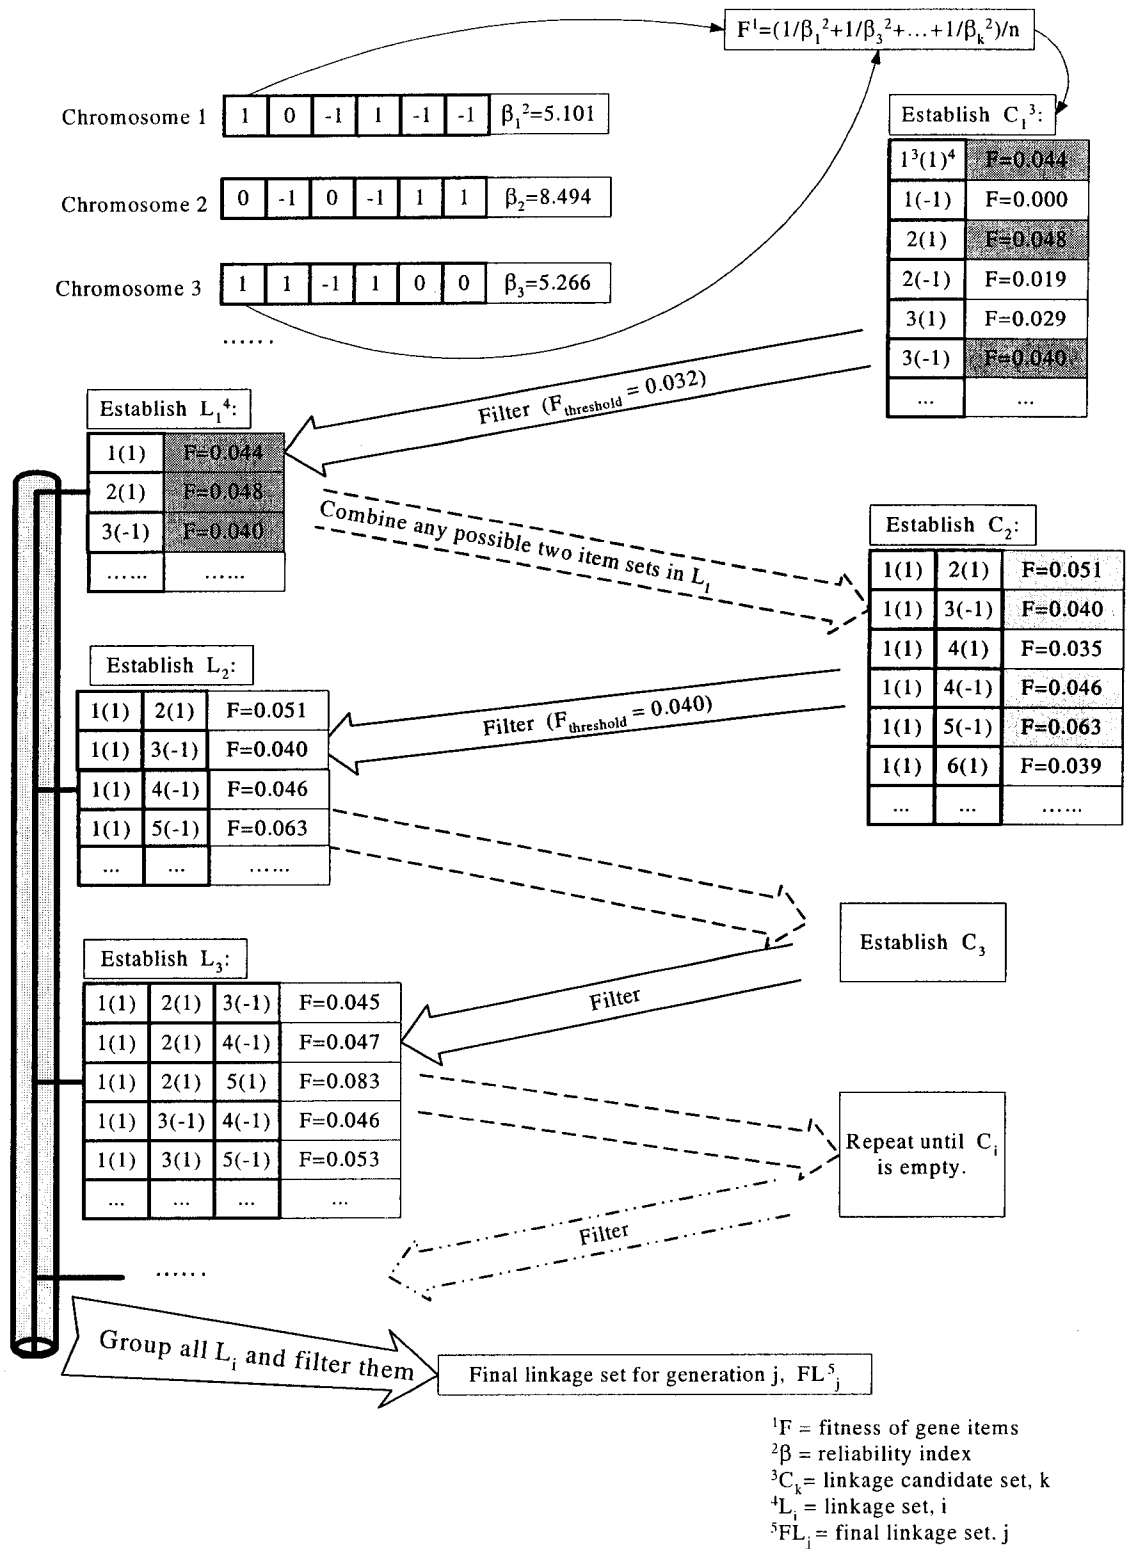 F¹=(1/β₁²+1/β₃²+...+1/βₖ²)/n
Chromosome 1 1 0 -1 1 -1 -1 β₁²=5.101
Chromosome 2 0 -1 0 -1 1 1 β₂=8.494
Chromosome 3 1 1 -1 1 0 0 β₃=5.266
......
Establish C₁³:
1³(1)⁴ F=0.044
1(-1) F=0.000
2(1) F=0.048
2(-1) F=0.019
3(1) F=0.029
3(-1) F=0.040
... ...
Filter (F_threshold = 0.032)
Establish L₁⁴:
1(1) F=0.044
2(1) F=0.048
3(-1) F=0.040
...... ......
Combine any possible two item sets in L₁
Establish C₂:
1(1) 2(1) F=0.051
1(1) 3(-1) F=0.040
1(1) 4(1) F=0.035
1(1) 4(-1) F=0.046
1(1) 5(-1) F=0.063
1(1) 6(1) F=0.039
... ... ......
Filter (F_threshold = 0.040)
Establish L₂:
1(1) 2(1) F=0.051
1(1) 3(-1) F=0.040
1(1) 4(-1) F=0.046
1(1) 5(-1) F=0.063
... ... ......
Establish C₃
Filter
Establish L₃:
1(1) 2(1) 3(-1) F=0.045
1(1) 2(1) 4(-1) F=0.047
1(1) 2(1) 5(1) F=0.083
1(1) 3(-1) 4(-1) F=0.046
1(1) 3(1) 5(-1) F=0.053
... ... ... ...
Repeat until Cᵢ
is empty.
Filter
......
Group all Lᵢ and filter them
Final linkage set for generation j, FL⁵ⱼ
¹F = fitness of gene items
²β = reliability index
³Cₖ= linkage candidate set, k
⁴Lᵢ = linkage set, i
⁵FLⱼ = final linkage set. j